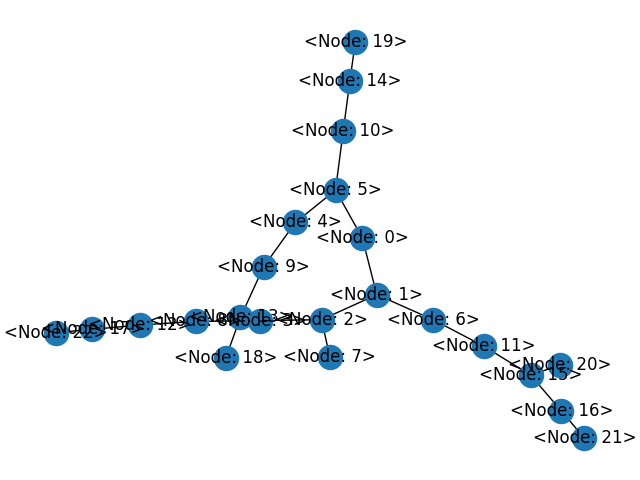 <Node: 19>
<Node: 14>
<Node: 10>
<Node: 5>
<Node: 4>
<Node: 0>
<Node: 9>
<Node: 1>
<Node: 13>
<Node: 2>
<Node: 6>
<Node: 3>
<Node: 8>
<Node: 12>
<Node: 17>
<Node: 22>
<Node: 11>
<Node: 18>
<Node: 7>
<Node: 20>
<Node: 15>
<Node: 16>
<Node: 21>